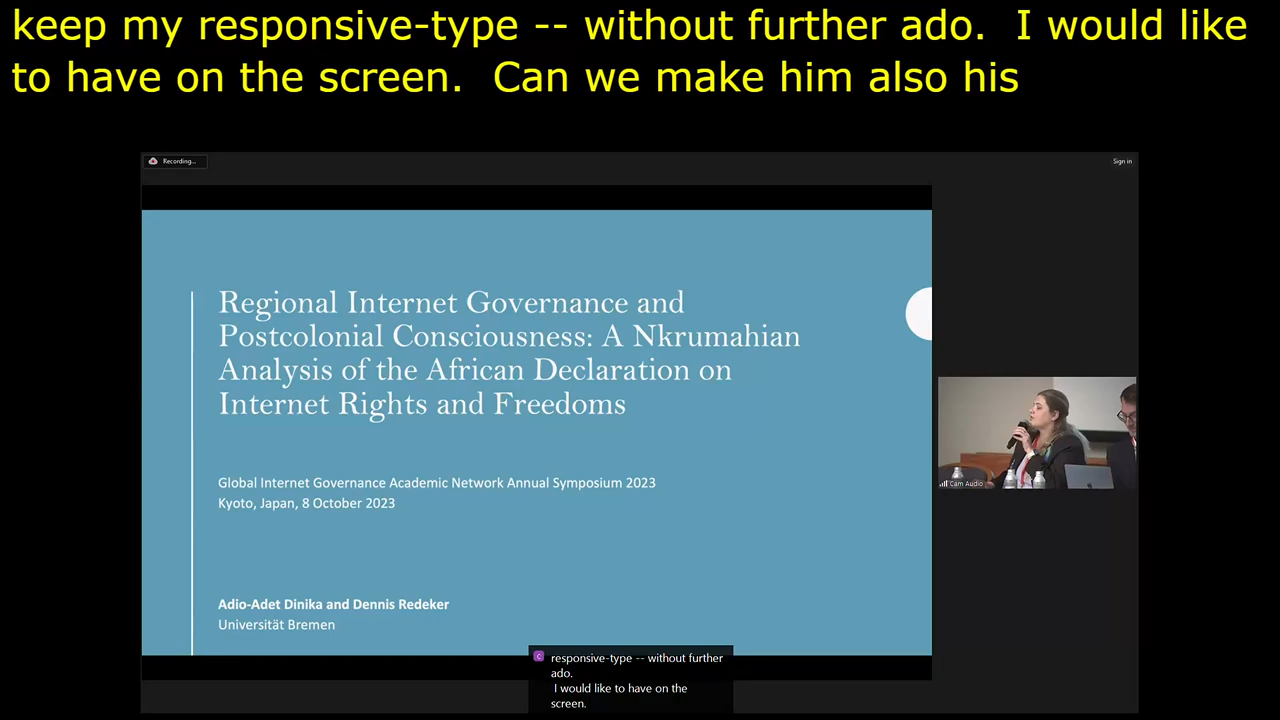 keep my responsive-type -- without further ado.  I would like
to have on the screen.  Can we make him also his
Recording...
Sign in
Regional Internet Governance and
Postcolonial Consciousness: A Nkrumahian
Analysis of the African Declaration on
Internet Rights and Freedoms
Global Internet Governance Academic Network Annual Symposium 2023
Kyoto, Japan, 8 October 2023
Cam Audio
Adio-Adet Dinika and Dennis Redeker
Universität Bremen
C
responsive-type -- without further
ado.
I would like to have on the
screen.